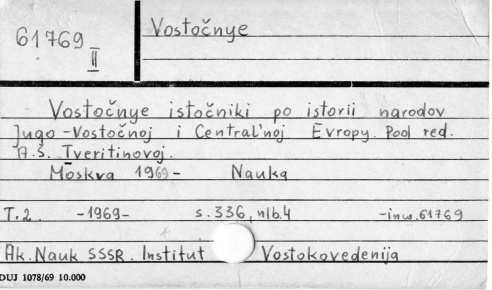 61769
II
Vostočnye
Vostočnye istočniki po istorii narodov
Jugo-Vostočnoj i Central'noj Evropy. Pod red.
A.S. Tveritinovoj.
Moskva 1969- Nauka
T.2. -1969- s.336, nlb.4 -inw.61769
Ak. Nauk SSSR. Institut Vostokovedenija
DUJ 1078/69 10.000